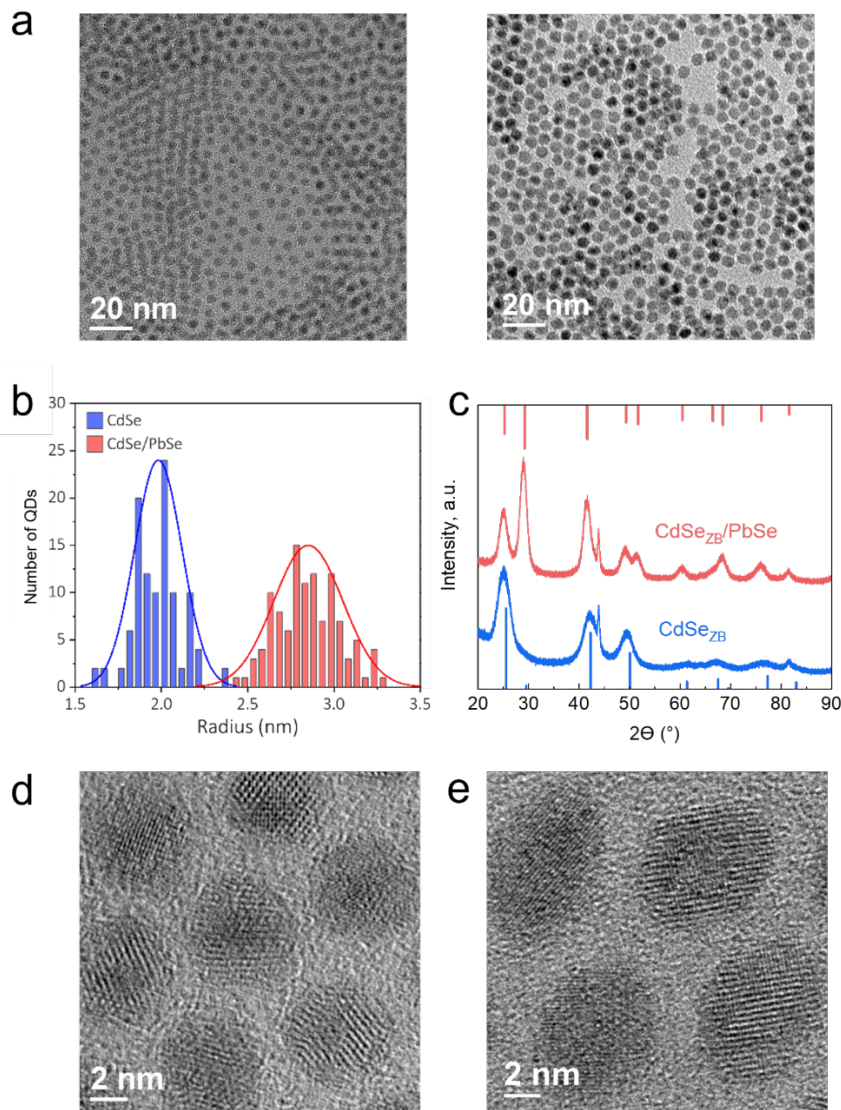 a
20 nm
20 nm
b
CdSe
CdSe/PbSe
Number of QDs
30
25
20
15
10
5
0
1.5 2.0 2.5 3.0 3.5
Radius (nm)
c
Intensity, a.u.
CdSe_ZB/PbSe
CdSe_ZB
20 30 40 50 60 70 80 90
2Θ (°)
d
2 nm
e
2 nm